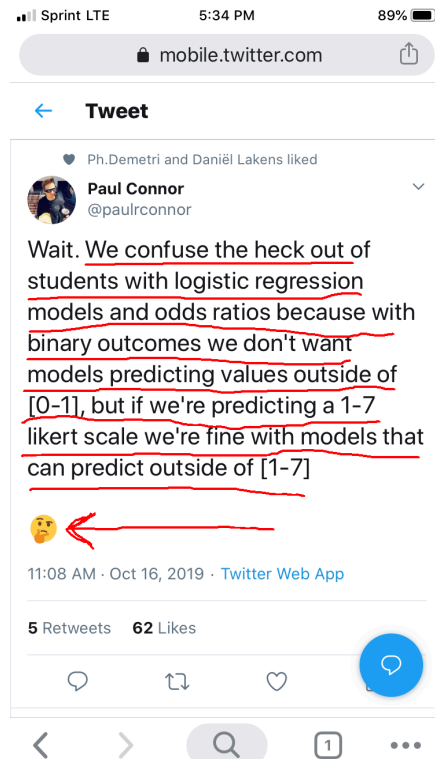 Sprint LTE 5:34 PM 89%
mobile.twitter.com
Tweet
Ph.Demetri and Daniël Lakens liked
Paul Connor
@paulrconnor
Wait. We confuse the heck out of
students with logistic regression
models and odds ratios because with
binary outcomes we don't want
models predicting values outside of
[0-1], but if we're predicting a 1-7
likert scale we're fine with models that
can predict outside of [1-7]
11:08 AM · Oct 16, 2019 · Twitter Web App
5 Retweets 62 Likes
1